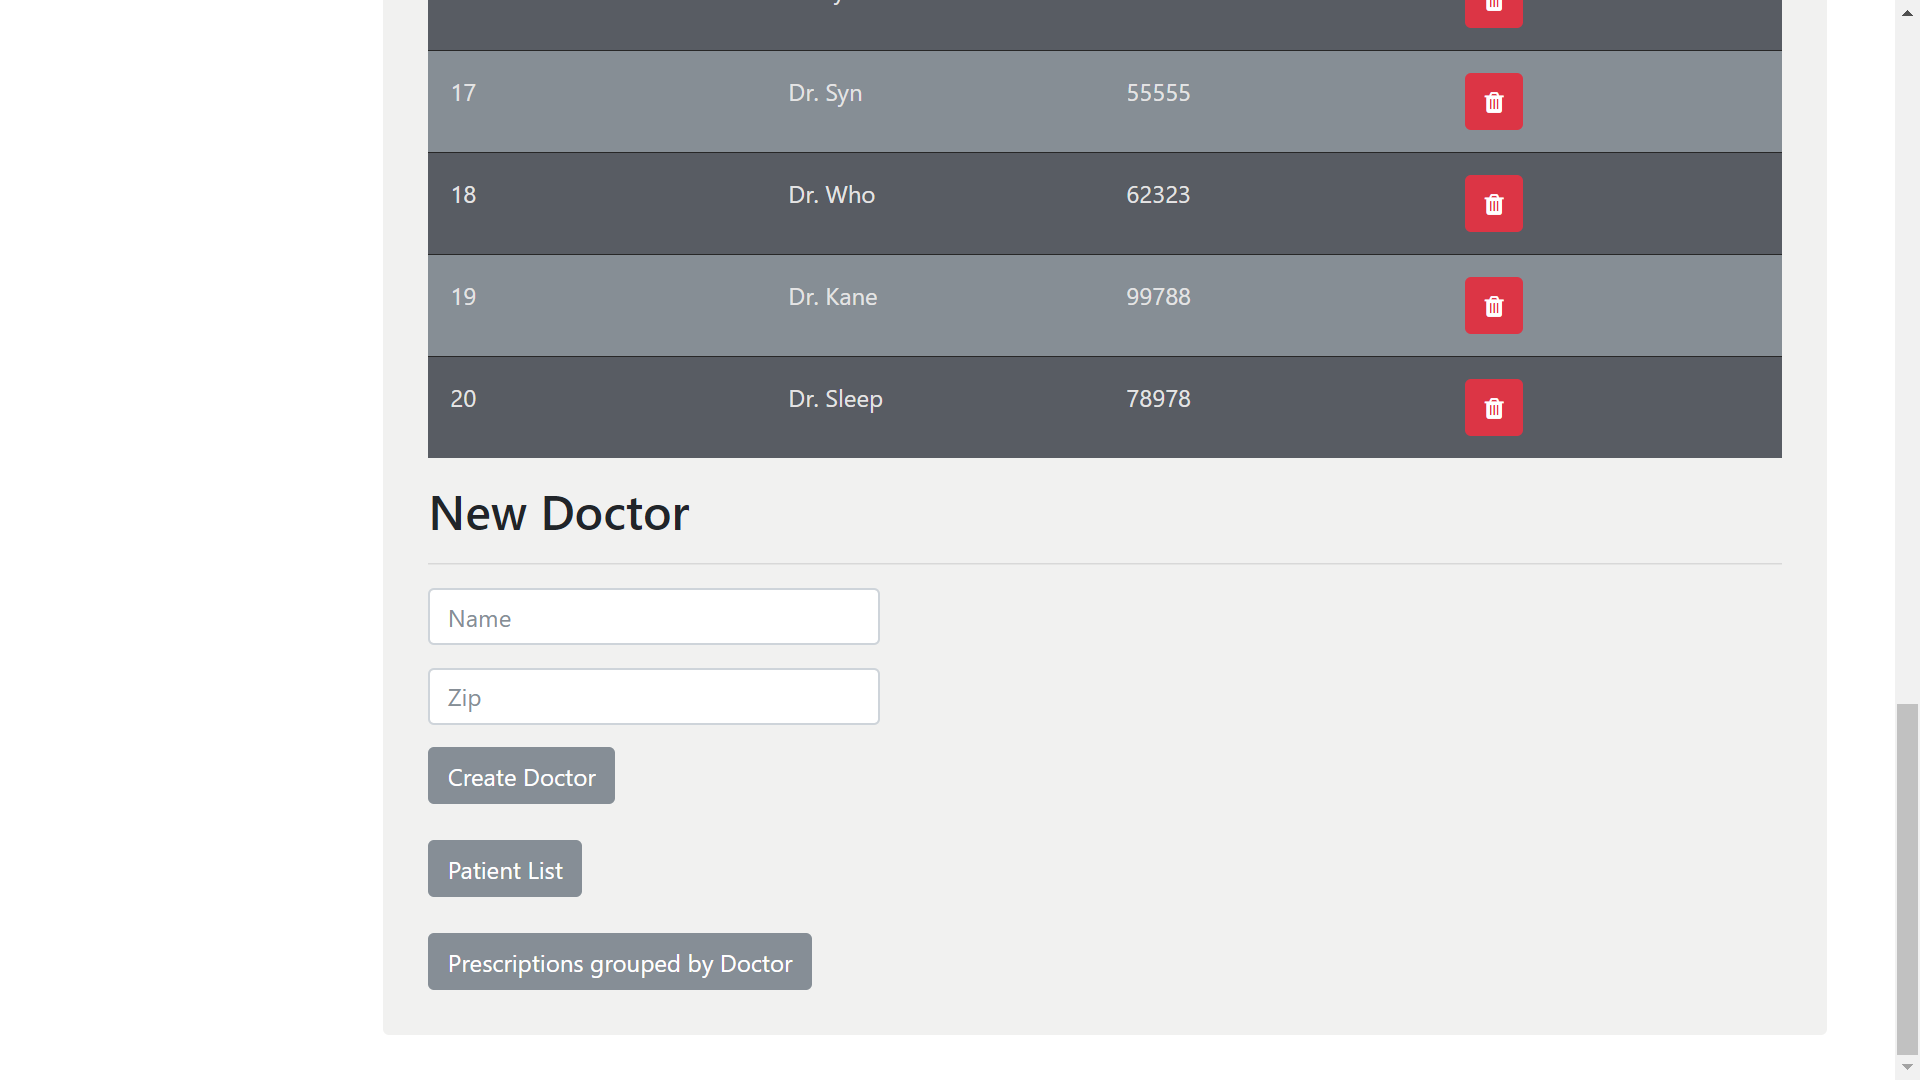 17 Dr. Syn 55555
18 Dr. Who 62323
19 Dr. Kane 99788
20 Dr. Sleep 78978
New Doctor
Name
Zip
Create Doctor
Patient List
Prescriptions grouped by Doctor